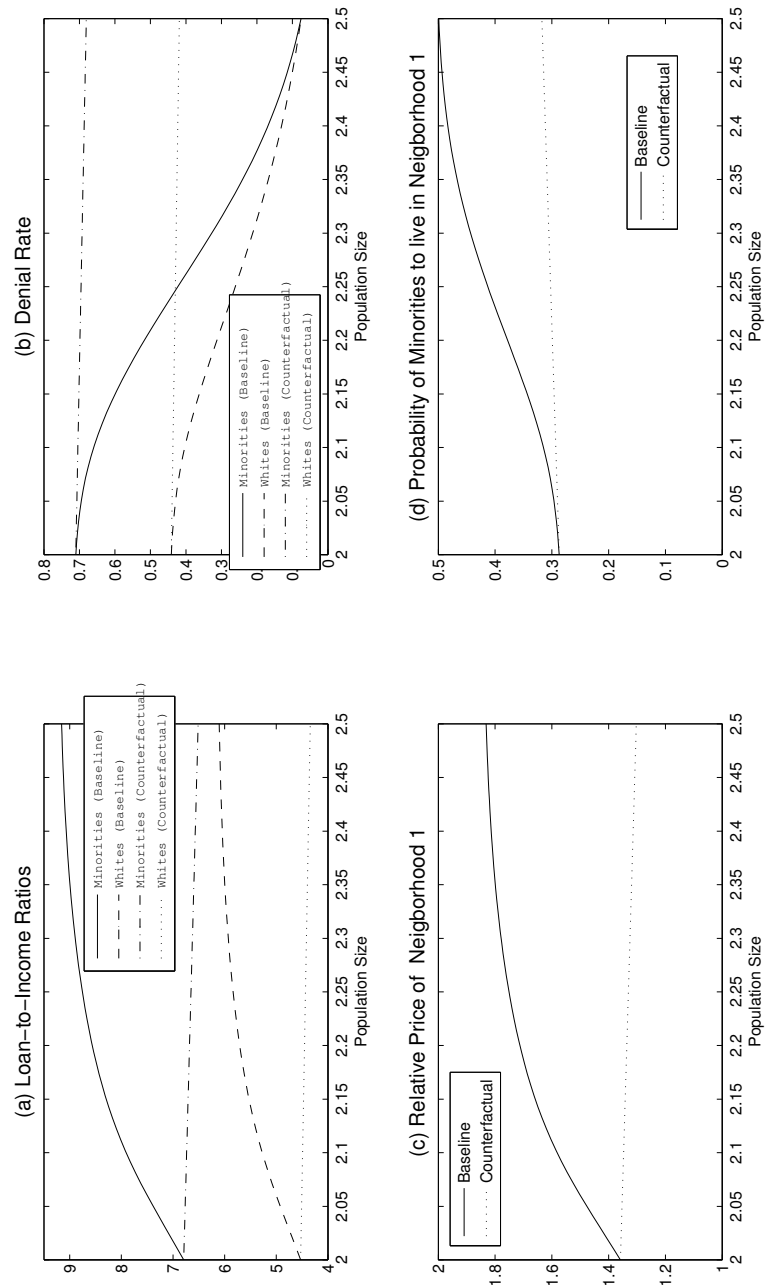 (a) Loan−to−Income Ratios
9
8
7
6
5
4
2 2.05 2.1 2.15 2.2 2.25 2.3 2.35 2.4 2.45 2.5
Population Size
Minorities (Baseline)
Whites (Baseline)
Minorities (Counterfactual)
Whites (Counterfactual)
(b) Denial Rate
0.8
0.7
0.6
0.5
0.4
0.3
0
2 2.05 2.1 2.15 2.2 2.25 2.3 2.35 2.4 2.45 2.5
Population Size
Minorities (Baseline)
Whites (Baseline)
Minorities (Counterfactual)
Whites (Counterfactual)
(c) Relative Price of Neigborhood 1
2
1.8
1.6
1.4
1.2
1
2 2.05 2.1 2.15 2.2 2.25 2.3 2.35 2.4 2.45 2.5
Population Size
Baseline
Counterfactual
(d) Probability of Minorities to live in Neigborhood 1
0.5
0.4
0.3
0.2
0.1
0
2 2.05 2.1 2.15 2.2 2.25 2.3 2.35 2.4 2.45 2.5
Population Size
Baseline
Counterfactual